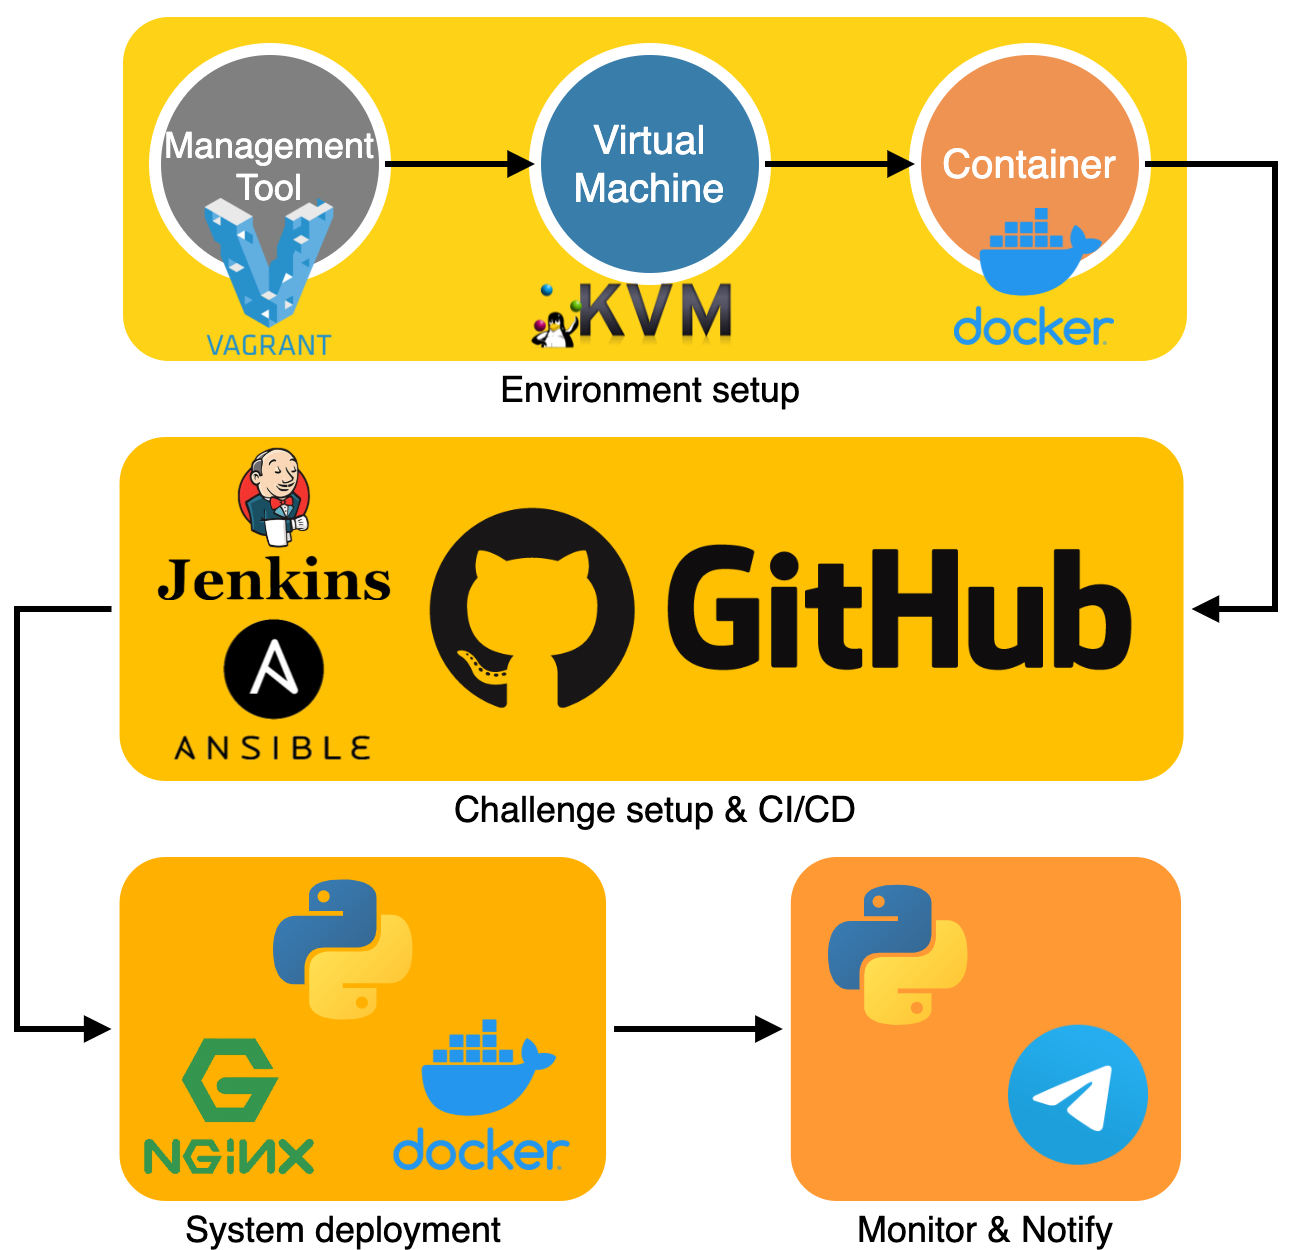 Management
Tool
Virtual
Machine
Container
VAGRANT
KVM
docker
Environment setup
Jenkins
ANSIBLE
GitHub
Challenge setup & CI/CD
NGiNX
docker
System deployment
Monitor & Notify